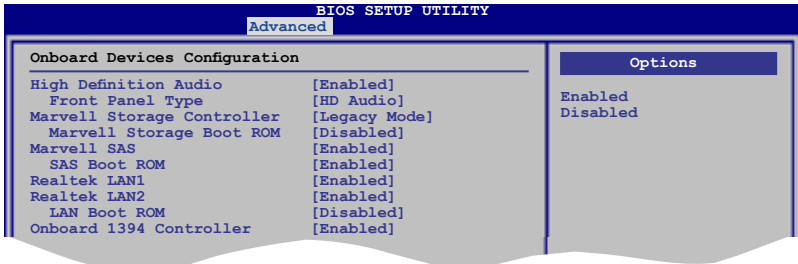 BIOS SETUP UTILITY
Advanced
Onboard Devices Configuration
High Definition Audio [Enabled]
Front Panel Type [HD Audio]
Marvell Storage Controller [Legacy Mode]
Marvell Storage Boot ROM [Disabled]
Marvell SAS [Enabled]
SAS Boot ROM [Enabled]
Realtek LAN1 [Enabled]
Realtek LAN2 [Enabled]
LAN Boot ROM [Disabled]
Onboard 1394 Controller [Enabled]
Options
Enabled
Disabled